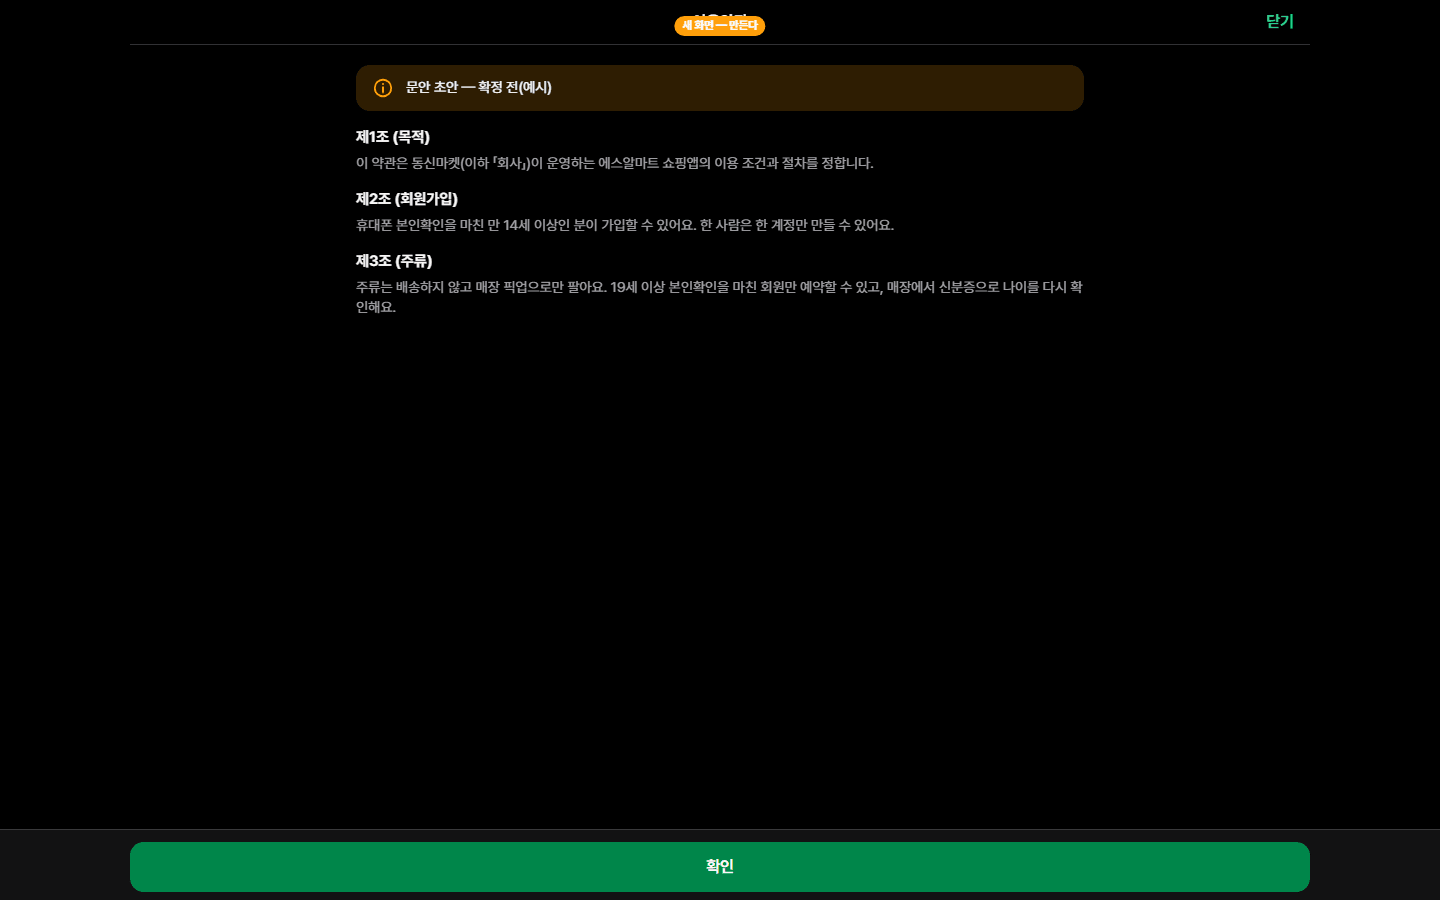 새 화면 — 만든다
닫기
문안 초안 — 확정 전(예시)
제1조 (목적)
이 약관은 동신마켓(이하 「회사」)이 운영하는 에스알마트 쇼핑앱의 이용 조건과 절차를 정합니다.
제2조 (회원가입)
휴대폰 본인확인을 마친 만 14세 이상인 분이 가입할 수 있어요. 한 사람은 한 계정만 만들 수 있어요.
제3조 (주류)
주류는 배송하지 않고 매장 픽업으로만 팔아요. 19세 이상 본인확인을 마친 회원만 예약할 수 있고, 매장에서 신분증으로 나이를 다시 확
인해요.
확인